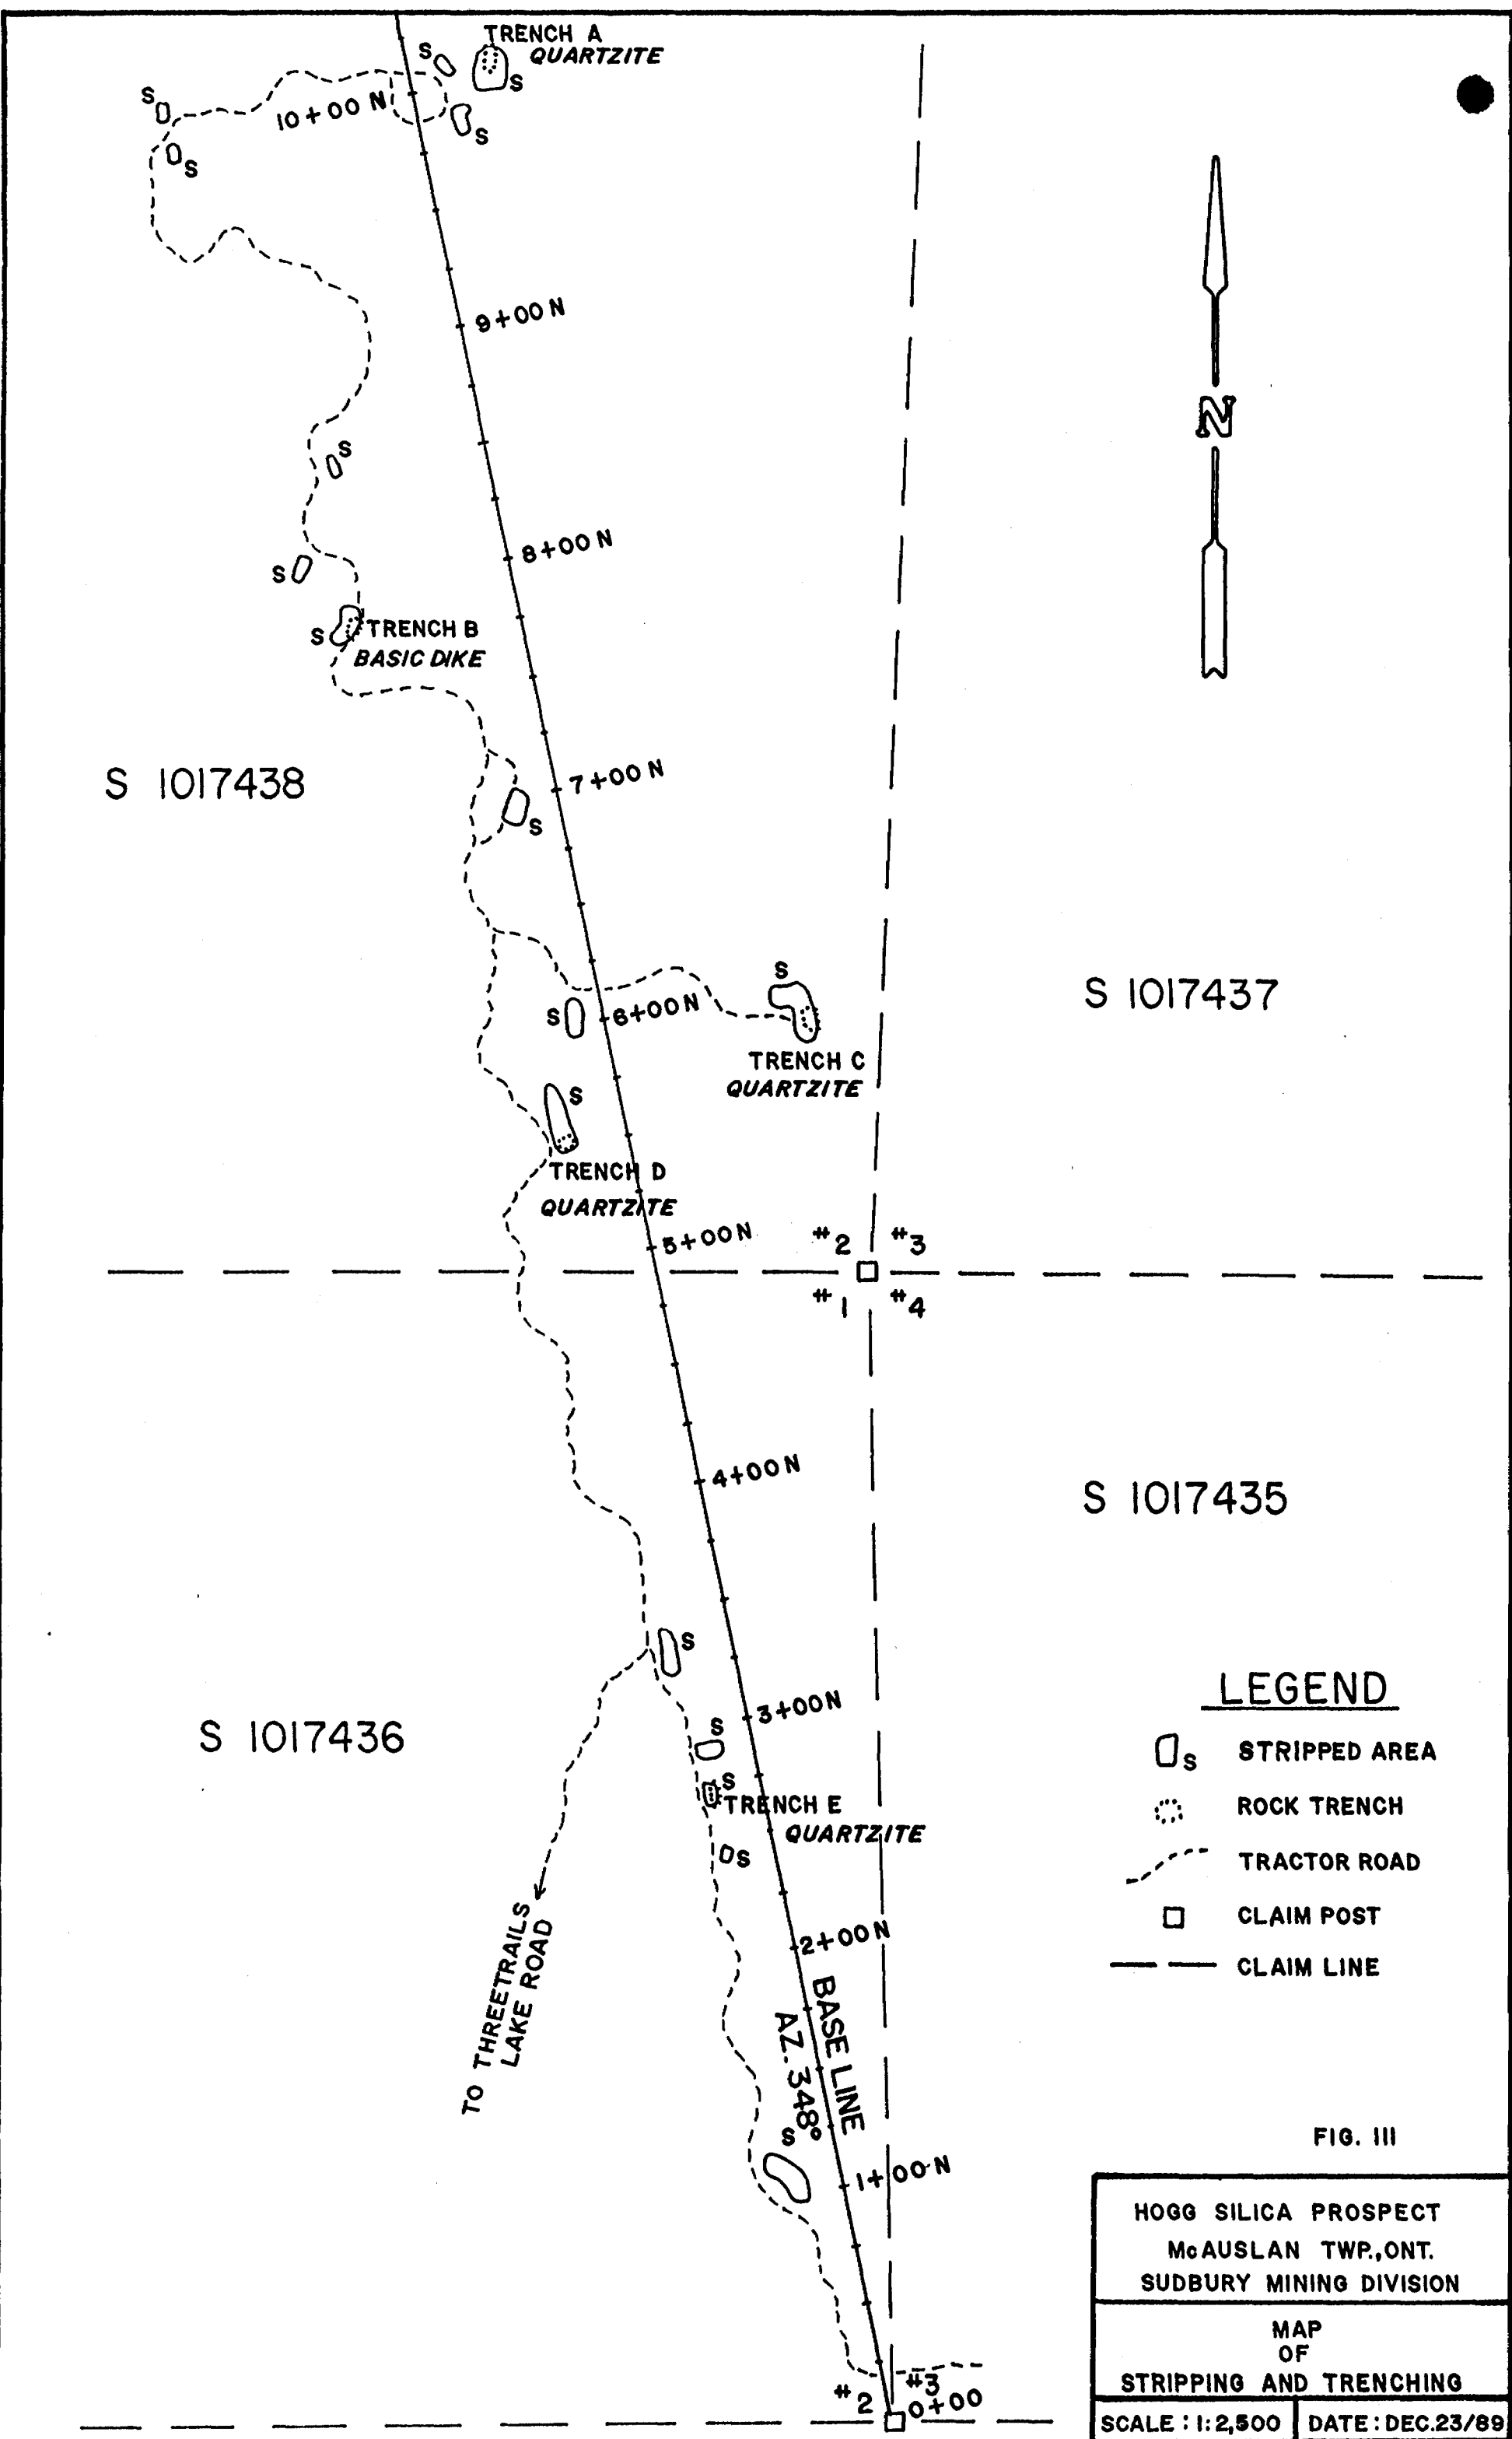 TRENCH A
QUARTZITE
S
S
S
S
S
10+00 N
9+00 N
S
8+00 N
S
S
TRENCH B
BASIC DIKE
N
S 1017438
7+00 N
S
S
S 1017437
S
6+00 N
TRENCH C
QUARTZITE
S
TRENCH D
QUARTZITE
5+00 N
#2 #3
#1 #4
4+00 N
S 1017435
S
3+00 N
S 1017436
S
S
TRENCH E
QUARTZITE
S
2+00 N
TO THREETRAILS
LAKE ROAD
BASE LINE
AZ. 348°
S
1+00 N
#2 #3
0+00
LEGEND
S STRIPPED AREA
ROCK TRENCH
TRACTOR ROAD
CLAIM POST
CLAIM LINE
FIG. III
HOGG SILICA PROSPECT
McAUSLAN TWP., ONT.
SUDBURY MINING DIVISION
MAP
OF
STRIPPING AND TRENCHING
SCALE : 1: 2,500 DATE : DEC. 23/89